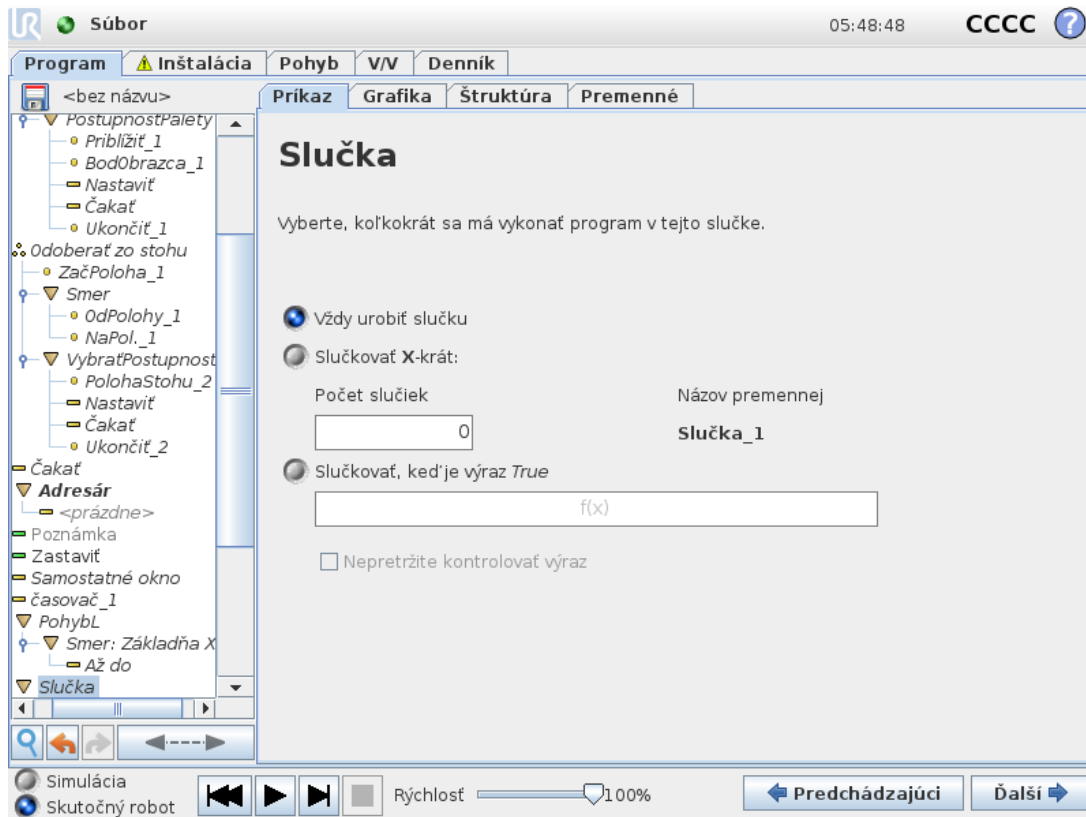 Súbor
05:48:48
CCCC
?
Program
Inštalácia
Pohyb
V/V
Denník
<bez názvu>
Príkaz
Grafika
Štruktúra
Premenné
PostupnostPalety
Priblížiť_1
BodObrazca_1
Nastaviť
Čakať
Ukončiť_1
Odoberať zo stohu
ZačPoloha_1
Smer
OdPolohy_1
NaPol._1
VybraťPostupnost
PolohaStohu_2
Nastaviť
Čakať
Ukončiť_2
Čakať
Adresár
<prázdne>
Poznámka
Zastaviť
Samostatné okno
časovač_1
PohybL
Smer: Základňa X
Až do
Slučka
Slučka
Vyberte, koľkokrát sa má vykonať program v tejto slučke.
Vždy urobiť slučku
Slučkovať X-krát:
Počet slučiek
Názov premennej
0
Slučka_1
Slučkovať, keď je výraz True
f(x)
Nepretržite kontrolovať výraz
Simulácia
Skutočný robot
Rýchlosť
100%
Predchádzajúci
Ďalší